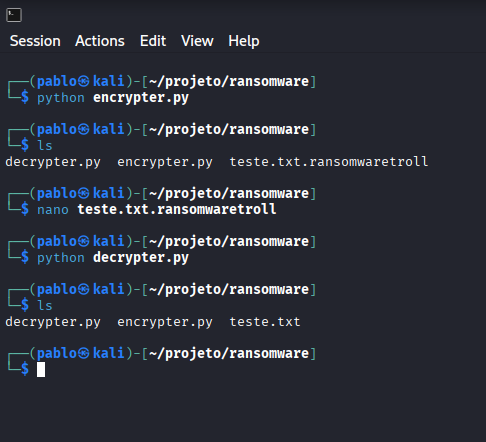 Session Actions Edit View Help
┌──(pablo㉿kali)-[~/projeto/ransomware]
└─$ python encrypter.py
┌──(pablo㉿kali)-[~/projeto/ransomware]
└─$ ls
decrypter.py encrypter.py teste.txt.ransomwaretroll
┌──(pablo㉿kali)-[~/projeto/ransomware]
└─$ nano teste.txt.ransomwaretroll
┌──(pablo㉿kali)-[~/projeto/ransomware]
└─$ python decrypter.py
┌──(pablo㉿kali)-[~/projeto/ransomware]
└─$ ls
decrypter.py encrypter.py teste.txt
┌──(pablo㉿kali)-[~/projeto/ransomware]
└─$